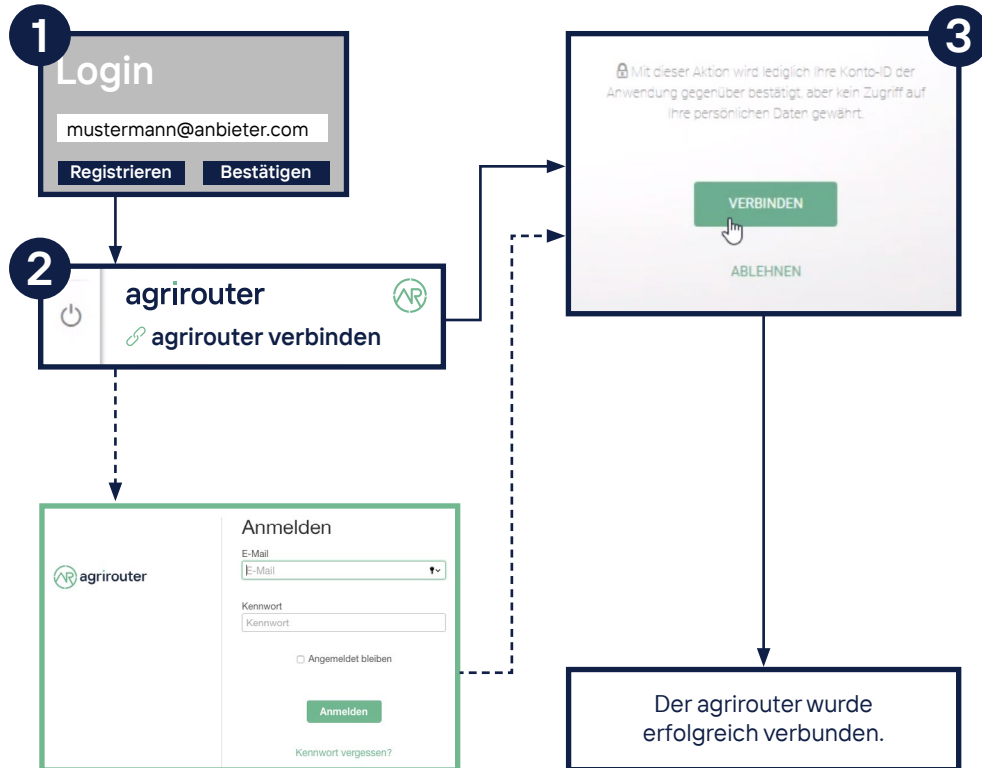 1
Login
mustermann@anbieter.com
Registrieren Bestätigen
2
agrirouter
AR
agrirouter verbinden
3
Mit dieser Aktion wird lediglich Ihre Konto-ID der
Anwendung gegenüber bestätigt, aber kein Zugriff auf
Ihre persönlichen Daten gewährt.
VERBINDEN
ABLEHNEN
AR agrirouter
Anmelden
E-Mail
E-Mail
Kennwort
Kennwort
Angemeldet bleiben
Anmelden
Kennwort vergessen?
Der agrirouter wurde
erfolgreich verbunden.